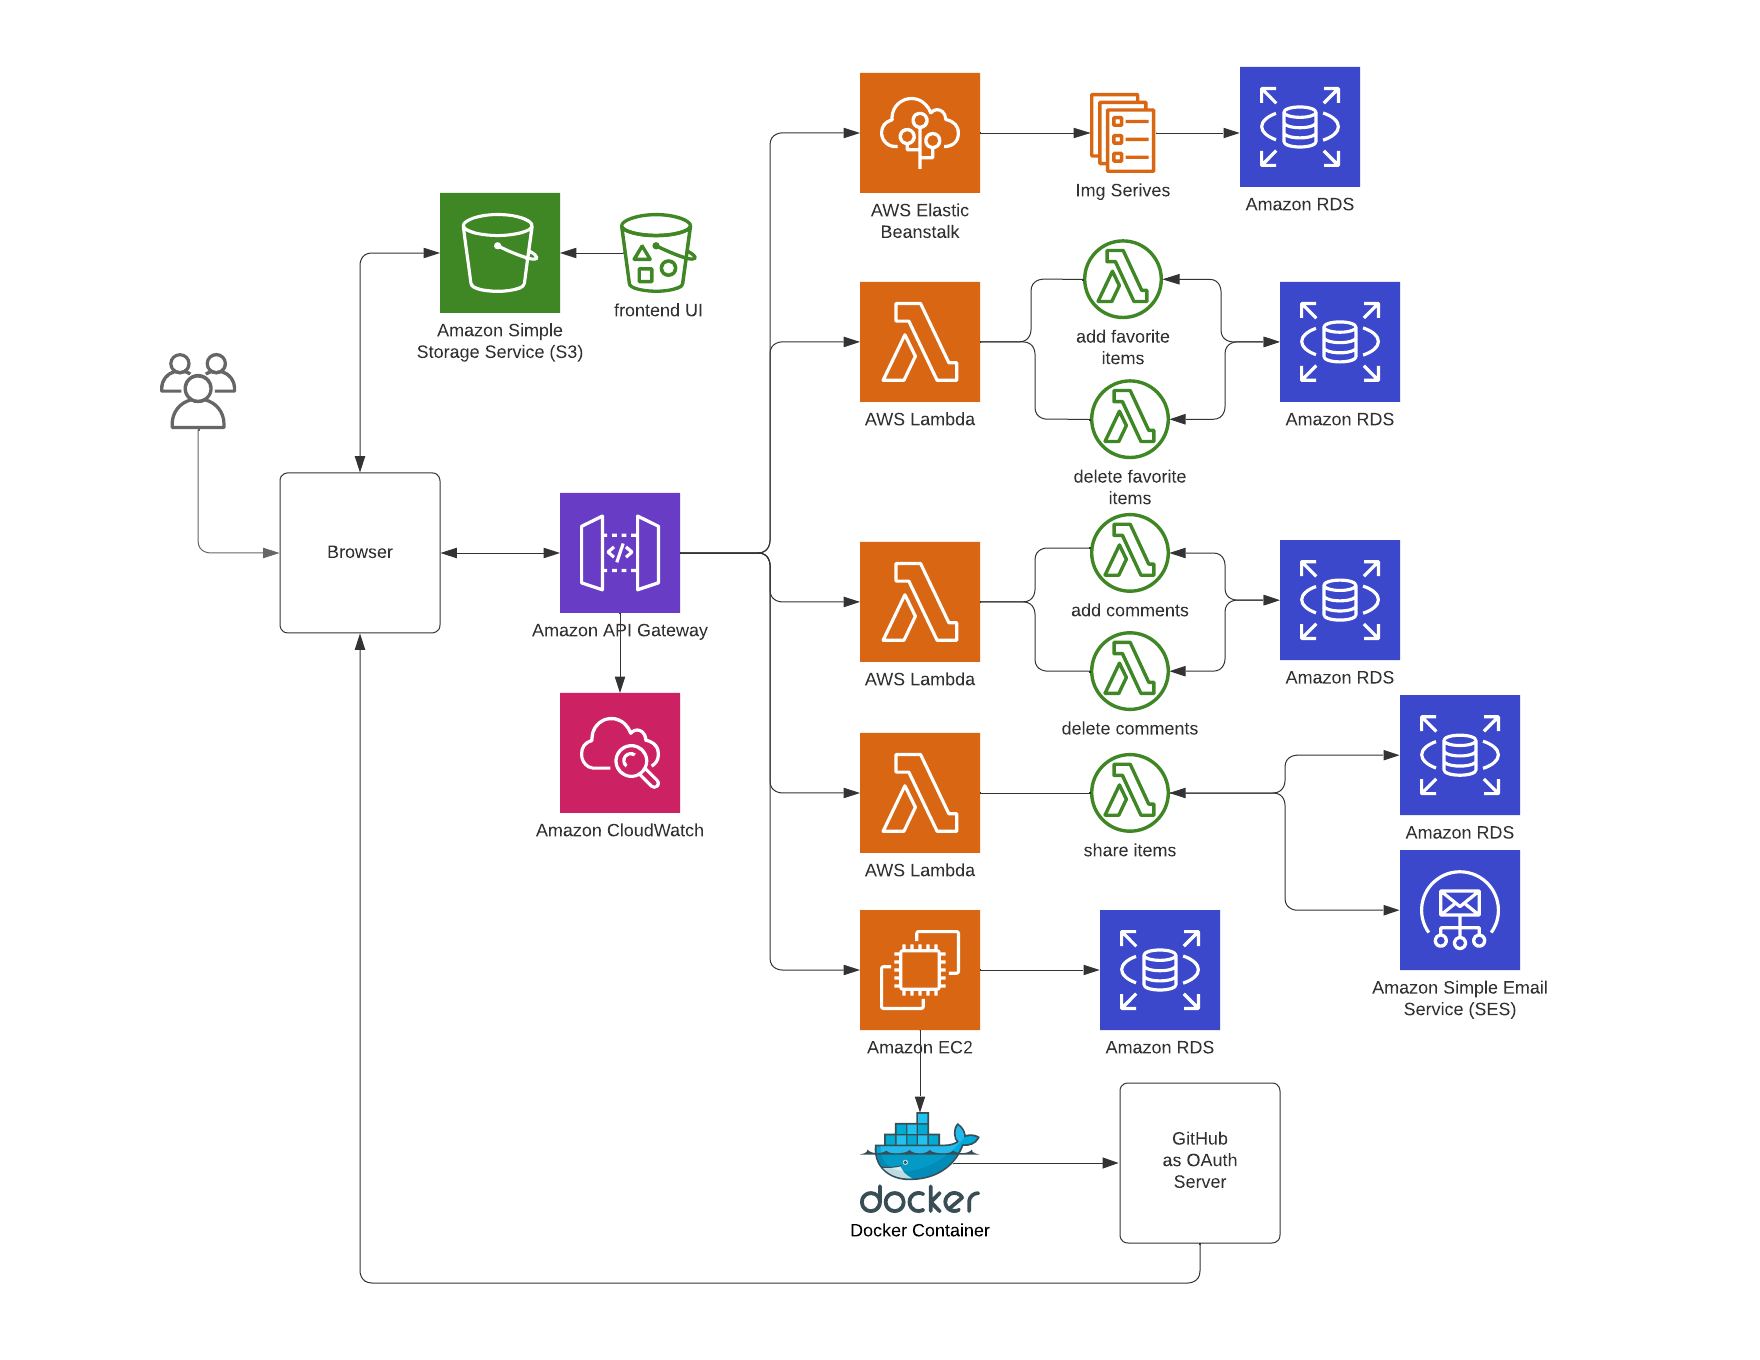 AWS Elastic
Beanstalk
Img Serives
Amazon RDS
Amazon Simple
Storage Service (S3)
frontend UI
AWS Lambda
add favorite
items
delete favorite
items
Amazon RDS
Browser
Amazon API Gateway
AWS Lambda
add comments
delete comments
Amazon RDS
Amazon CloudWatch
AWS Lambda
share items
Amazon RDS
Amazon Simple Email
Service (SES)
Amazon EC2
Amazon RDS
docker
Docker Container
GitHub
as OAuth
Server